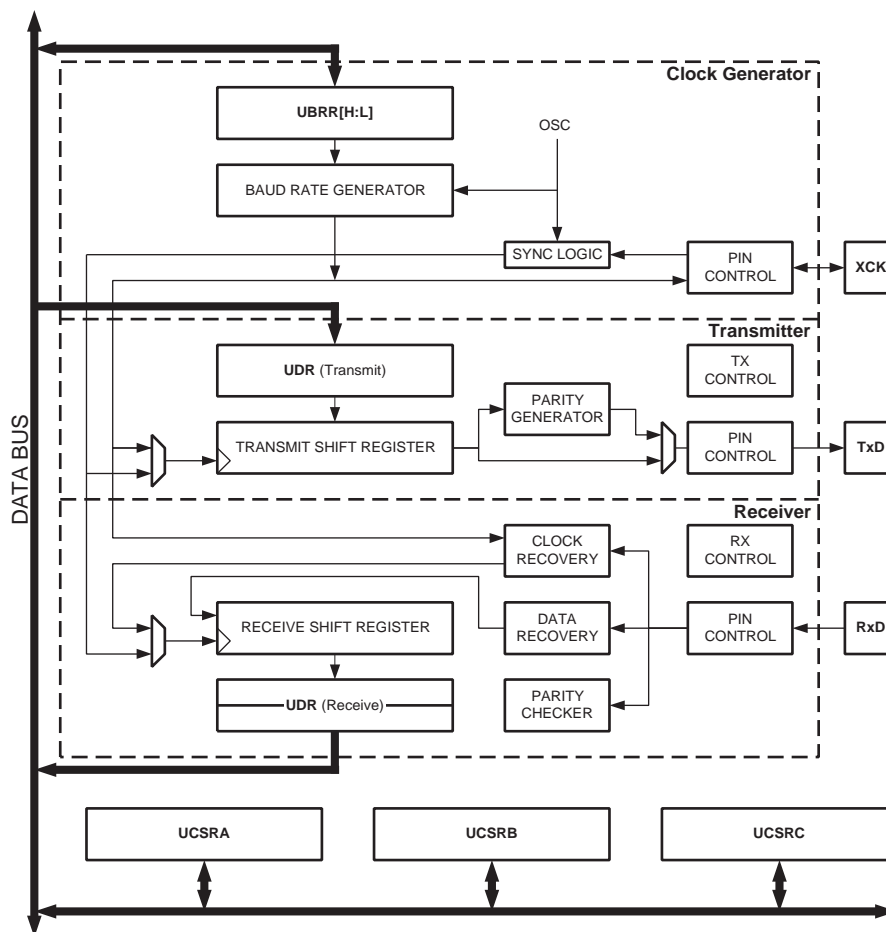 Clock Generator
UBRR[H:L]
OSC
BAUD RATE GENERATOR
SYNC LOGIC
PIN
CONTROL
XCK
DATA BUS
Transmitter
UDR (Transmit)
TX
CONTROL
PARITY
GENERATOR
TRANSMIT SHIFT REGISTER
PIN
CONTROL
TxD
Receiver
CLOCK
RECOVERY
RX
CONTROL
RECEIVE SHIFT REGISTER
DATA
RECOVERY
PIN
CONTROL
RxD
UDR (Receive)
PARITY
CHECKER
UCSRA
UCSRB
UCSRC